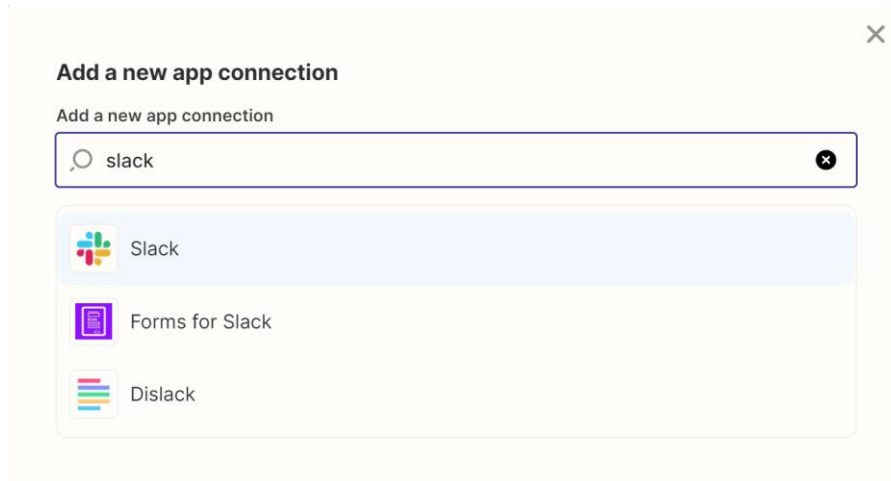 Add a new app connection
Add a new app connection
slack
Slack
Forms for Slack
Dislack